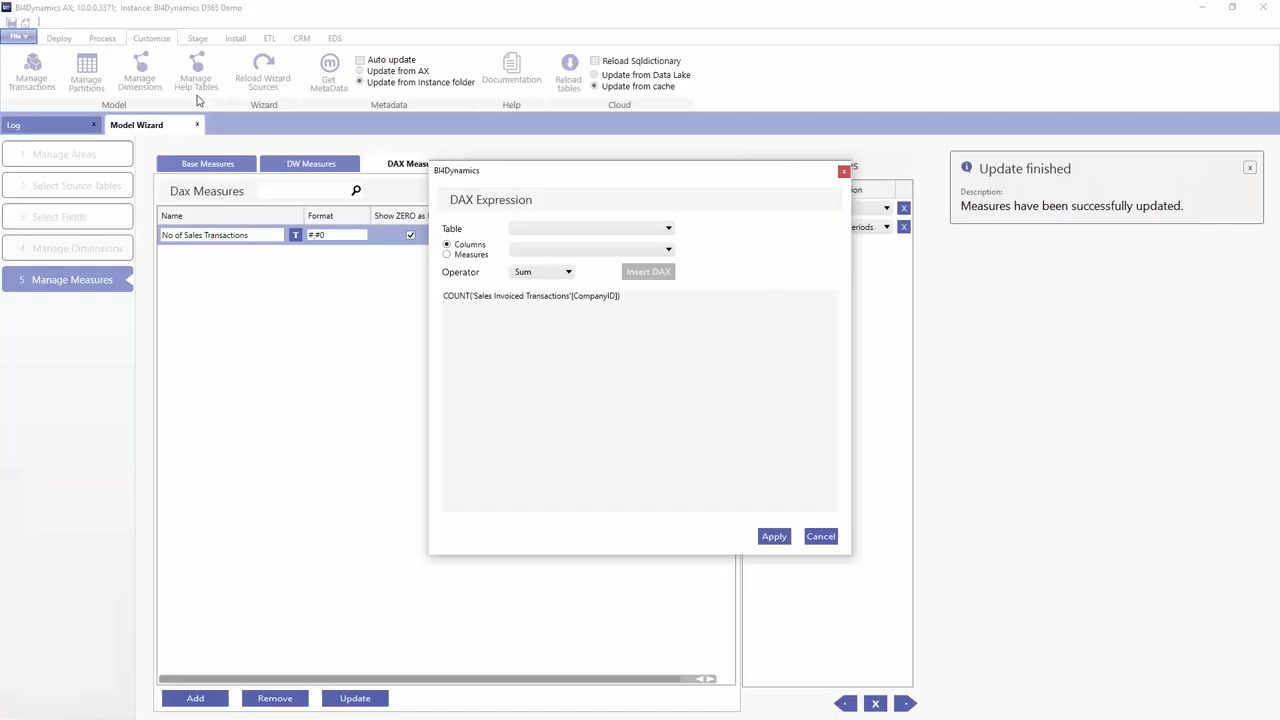 BI4Dynamics AX; 10.0.0.3371; Instance: BI4Dynamics D365 Demo
File
Deploy
Process
Customize
Stage
Install
ETL
CRM
EDS
Manage Transactions
Manage Partitions
Manage Dimensions
Manage Help Tables
Reload Wizard Sources
Get MetaData
Auto update
Update from AX
Update from Instance folder
Documentation
Reload tables
Reload Sqldictionary
Update from Data Lake
Update from cache
Model
Wizard
Metadata
Help
Cloud
Log x
Model Wizard x
1 Manage Areas
2 Select Source Tables
3 Select Fields
4 Manage Dimensions
5 Manage Measures
Base Measures
DW Measures
DAX Measu
Dax Measures
Name
Format
Show ZERO as
No of Sales Transactions
T
#,#0
BI4Dynamics
x
DAX Expression
Table
Columns
Measures
Operator
Sum
Insert DAX
COUNT('Sales Invoiced Transactions'[CompanyID])
Apply
Cancel
es
ion
X
eriods
X
Update finished
x
Description:
Measures have been successfully updated.
Add
Remove
Update
X